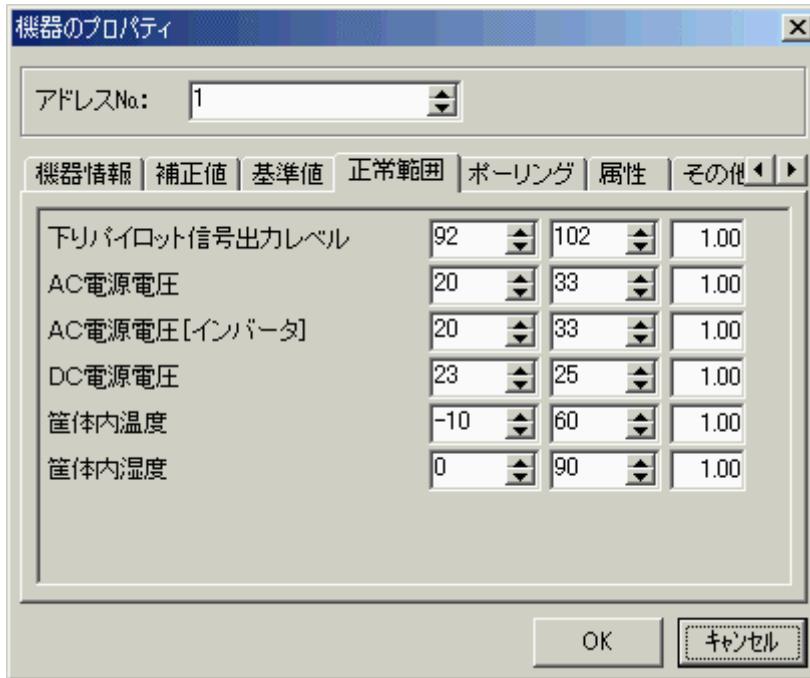 機器のプロパティ
アドレスNo: 1
機器情報 補正値 基準値 正常範囲 ポーリング 属性 その他
下りパイロット信号出力レベル 92 102 1.00
AC電源電圧 20 33 1.00
AC電源電圧[インバータ] 20 33 1.00
DC電源電圧 23 25 1.00
筐体内温度 -10 60 1.00
筐体内湿度 0 90 1.00
OK キャンセル